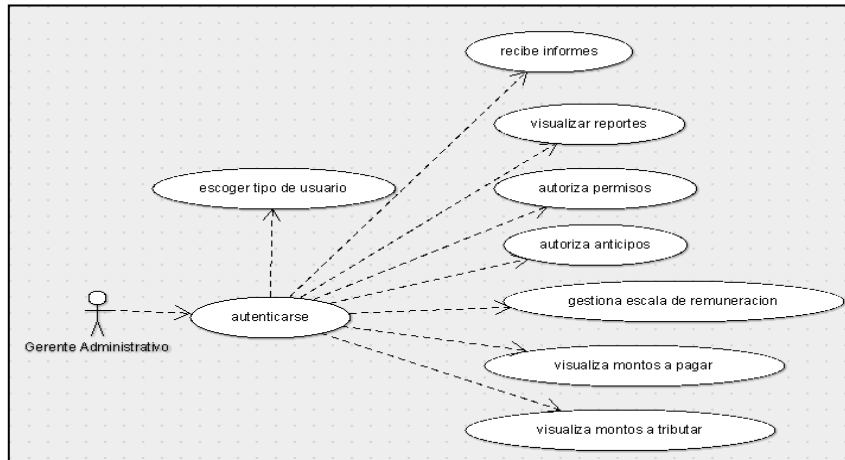 recibe informes
visualizar reportes
escoger tipo de usuario
autoriza permisos
autoriza anticipos
gestiona escala de remuneracion
autenticarse
Gerente Administrativo
visualiza montos a pagar
visualiza montos a tributar